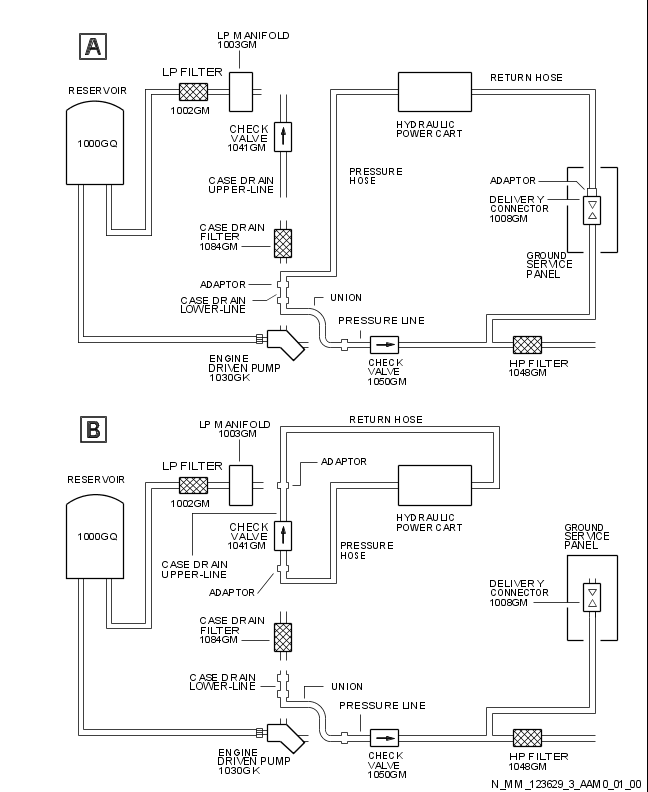 A
LP MANIFOLD
1003GM
LP FILTER
1002GM
RESERVOIR
1000GQ
CHECK
VALVE
1041GM
CASE DRAIN
UPPER-LINE
CASE DRAIN
FILTER
1084GM
ADAPTOR
CASE DRAIN
LOWER-LINE
UNION
PRESSURE LINE
ENGINE
DRIVEN PUMP
1030GK
CHECK
VALVE
1050GM
HP FILTER
1048GM
PRESSURE
HOSE
HYDRAULIC
POWER CART
RETURN HOSE
ADAPTOR
DELIVERY
CONNECTOR
1008GM
GROUND
SERVICE
PANEL
B
LP MANIFOLD
1003GM
RETURN HOSE
LP FILTER
1002GM
ADAPTOR
RESERVOIR
1000GQ
CHECK
VALVE
1041GM
CASE DRAIN
UPPER-LINE
ADAPTOR
PRESSURE
HOSE
HYDRAULIC
POWER CART
GROUND
SERVICE
PANEL
DELIVERY
CONNECTOR
1008GM
CASE DRAIN
FILTER
1084GM
CASE DRAIN
LOWER-LINE
UNION
PRESSURE LINE
ENGINE
DRIVEN PUMP
1030GK
CHECK
VALVE
1050GM
HP FILTER
1048GM
N_MM_123629_3_AAM0_01_00